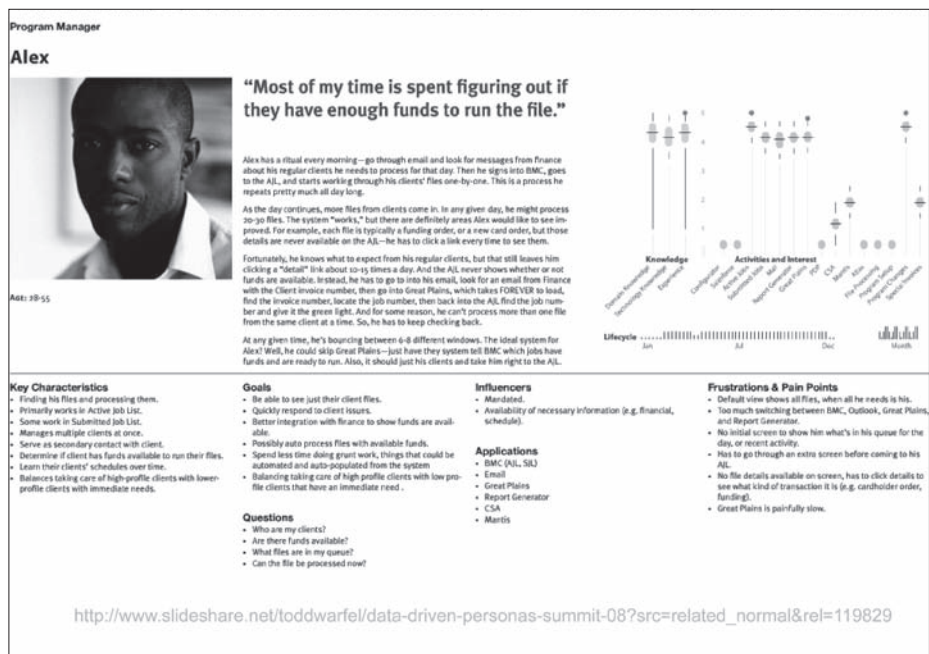 Program Manager
Alex
“Most of my time is spent figuring out if
they have enough funds to run the file.”
Alex has a ritual every morning—go through email and look for messages from finance
about his regular clients he needs to process for that day. Then he signs into BMC, goes
to the AJL, and starts working through his clients' files one-by-one. This is a process he
repeats pretty much all day long.
As the day continues, more files from clients come in. In any given day, he might process
20-30 files. The system "works," but there are definitely areas Alex would like to see im-
proved. For example, each file is typically a funding order, or a new card order, but those
details are never available on the AJL—he has to click a link every time to see them.
Fortunately, he knows what to expect from his regular clients, but that still leaves him
clicking a "detail" link about 10-15 times a day. And the AJL never shows whether or not
funds are available. Instead, he has to go into his email, look for an email from Finance
with the Client invoice number, then go into Great Plains, which takes FOREVER to load,
find the invoice number, locate the job number, then back into the AJL find the job num-
ber and give it the green light. And for some reason, he can't process more than one file
from the same client at a time. So, he has to keep checking back.
At any given time, he's bouncing between 6-8 different windows. The ideal system for
Alex? Well, he could skip Great Plains—just have they system tell BMC which jobs have
funds and are ready to run. Also, it should just his clients and take him right to the AJL.
Age: 28-55
Knowledge
Activities and Interest
Domain Knowledge
Technology Knowledge
Experience
Configurator
Salesforce
Active Jobs
Submitted Jobs
Mail
Report Generator
Great Plains
PDP
CSA
Mantis
File Processing
Program Setup
Program Changes
Special Invoices
Lifecycle
Jan
Jul
Dec
Month
Key Characteristics
• Finding his files and processing them.
• Primarily works in Active Job List.
• Some work in Submitted Job List.
• Manages multiple clients at once.
• Serve as secondary contact with client.
• Determine if client has funds available to run their files.
• Learn their clients' schedules over time.
• Balances taking care of high-profile clients with lower-
profile clients with immediate needs.
Goals
• Be able to see just their client files.
• Quickly respond to client issues.
• Better integration with finance to show funds are avail-
able.
• Possibly auto process files with available funds.
• Spend less time doing grunt work, things that could be
automated and auto-populated from the system
• Balancing taking care of high profile clients with low pro-
file clients that have an immediate need .
Questions
• Who are my clients?
• Are there funds available?
• What files are in my queue?
• Can the file be processed now?
Influencers
• Mandated.
• Availability of necessary information (e.g. financial,
schedule).
Applications
• BMC (AJL, SJL)
• Email
• Great Plains
• Report Generator
• CSA
• Mantis
Frustrations & Pain Points
• Default view shows all files, when all he needs is his.
• Too much switching between BMC, Outlook, Great Plains,
and Report Generator.
• No initial screen to show him what's in his queue for the
day, or recent activity.
• Has to go through an extra screen before coming to his
AJL.
• No file details available on screen, has to click details to
see what kind of transaction it is (e.g. cardholder order,
funding).
• Great Plains is painfully slow.
http://www.slideshare.net/toddwarfel/data-driven-personas-summit-08?src=related_normal&rel=119829